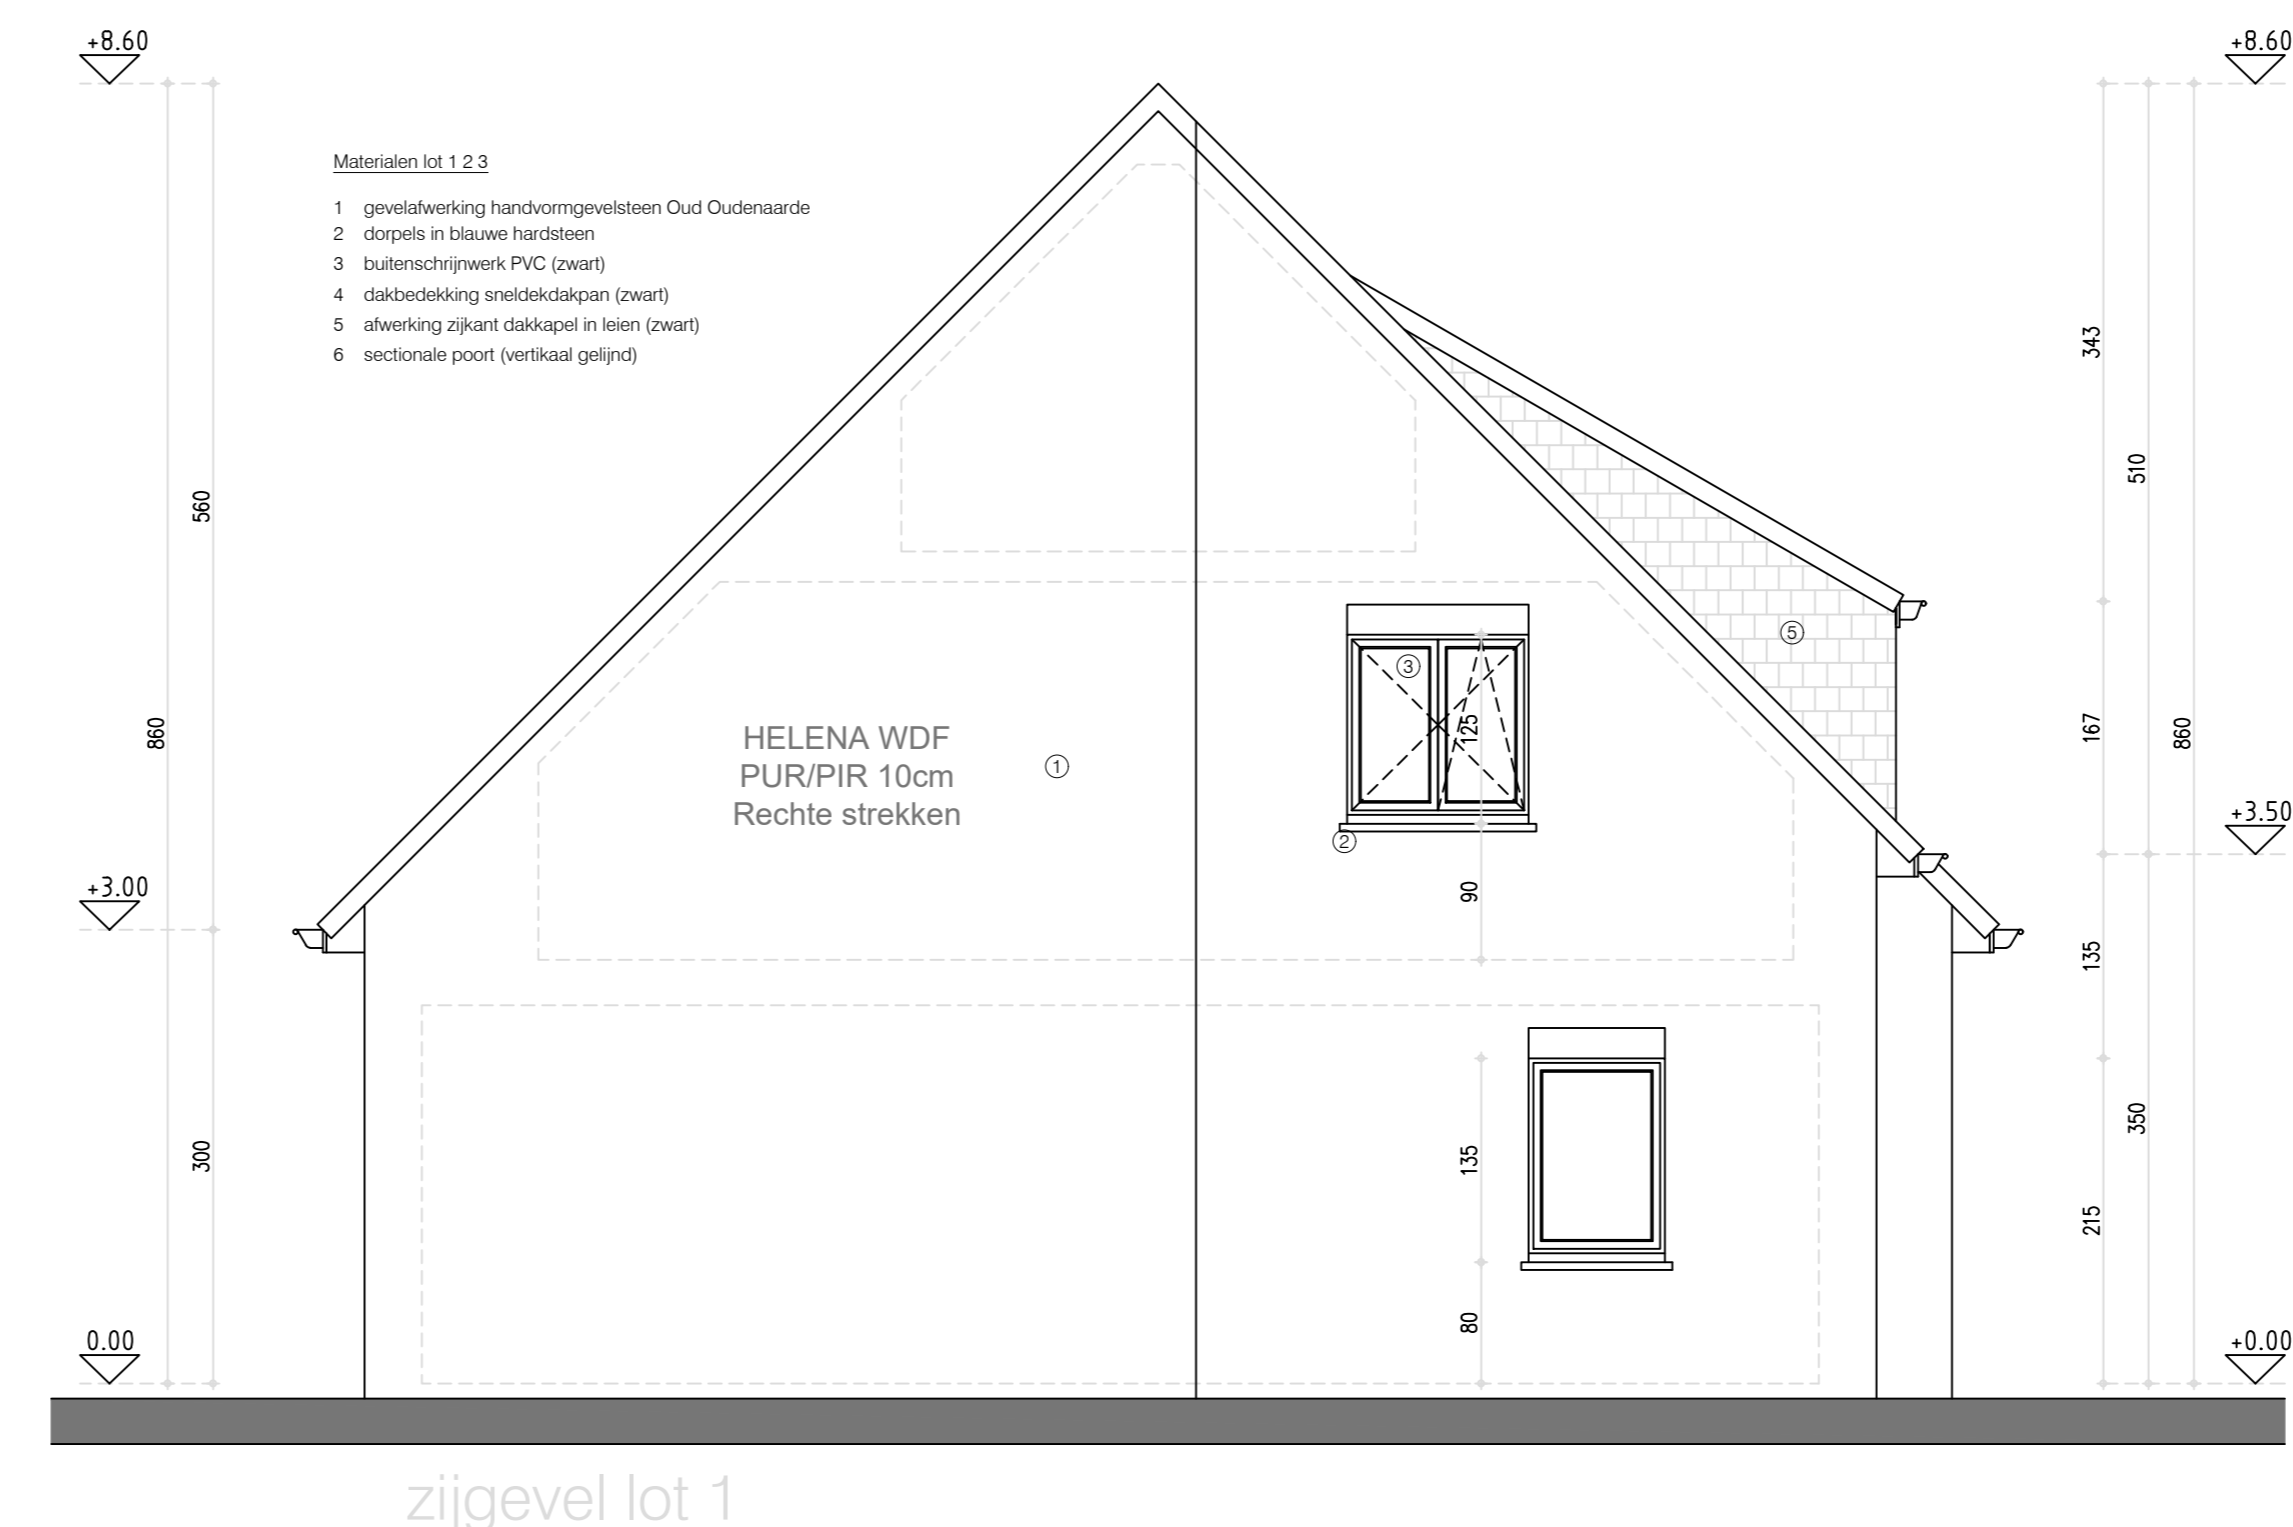 +8.60
+8.60
Materialen lot 1 2 3
1 gevelafwerking handvormgevelsteen Oud Oudenaarde
2 dorpels in blauwe hardsteen
3 buitenschrijnwerk PVC (zwart)
4 dakbedekking sneldekdakpan (zwart)
5 afwerking zijkant dakkapel in leien (zwart)
6 sectionale poort (vertikaal gelijnd)
343
510
560
5
3
860
HELENA WDF
PUR/PIR 10cm
Rechte strekken
1
125
167
860
2
+3.50
+3.00
90
135
300
135
350
215
80
0.00
+0.00
zijgevel lot 1